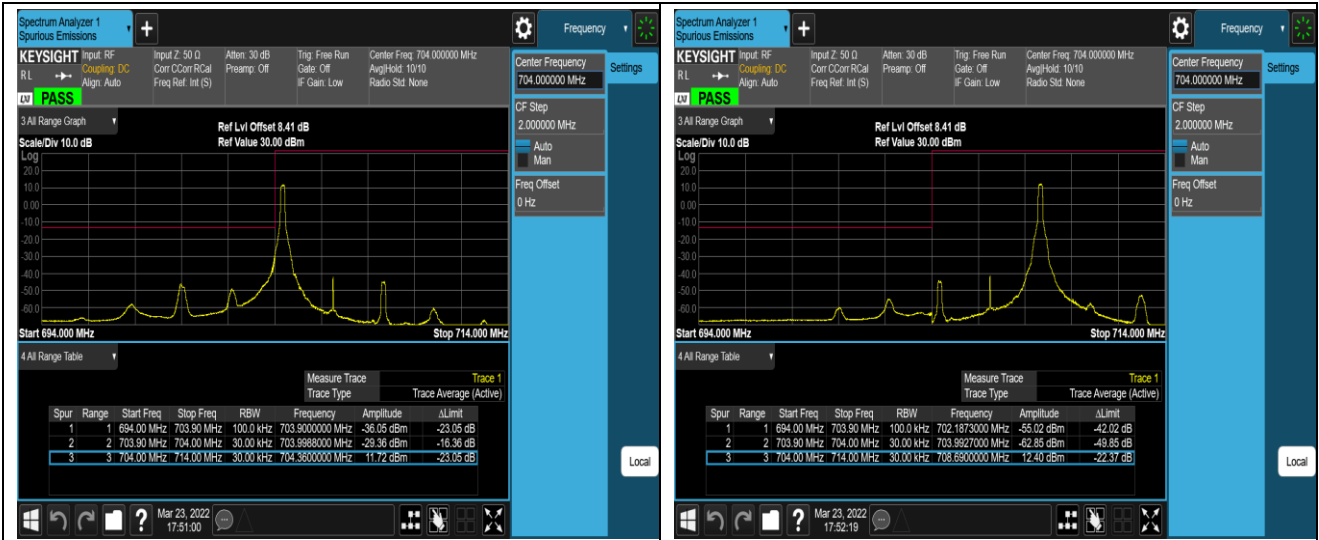 Spectrum Analyzer 1
Spurious Emissions
+
Frequency
KEYSIGHT Input: RF Input Z: 50 Ω Atten: 30 dB Trig: Free Run Center Freq: 704.000000 MHz
R L Coupling: DC Corr CCorr RCal Preamp: Off Gate: Off Avg|Hold: 10/10
Align: Auto Freq Ref: Int (S) IF Gain: Low Radio Std: None
LXI PASS
Center Frequency
704.000000 MHz
Settings
CF Step
2.000000 MHz
Auto
Man
Freq Offset
0 Hz
3 All Range Graph
Ref Lvl Offset 8.41 dB
Scale/Div 10.0 dB Ref Value 30.00 dBm
Log
20.0
10.0
0.00
-10.0
-20.0
-30.0
-40.0
-50.0
-60.0
Start 694.000 MHz Stop 714.000 MHz
4 All Range Table
Measure Trace Trace 1
Trace Type Trace Average (Active)
Spur Range Start Freq Stop Freq RBW Frequency Amplitude ΔLimit
1 1 694.00 MHz 703.90 MHz 100.0 kHz 703.9000000 MHz -36.05 dBm -23.05 dB
2 2 703.90 MHz 704.00 MHz 30.00 kHz 703.9988000 MHz -29.36 dBm -16.36 dB
3 3 704.00 MHz 714.00 MHz 30.00 kHz 704.3600000 MHz 11.72 dBm -23.05 dB
Local
?
Mar 23, 2022
17:51:00
Spectrum Analyzer 1
Spurious Emissions
+
Frequency
KEYSIGHT Input: RF Input Z: 50 Ω Atten: 30 dB Trig: Free Run Center Freq: 704.000000 MHz
R L Coupling: DC Corr CCorr RCal Preamp: Off Gate: Off Avg|Hold: 10/10
Align: Auto Freq Ref: Int (S) IF Gain: Low Radio Std: None
LXI PASS
Center Frequency
704.000000 MHz
Settings
CF Step
2.000000 MHz
Auto
Man
Freq Offset
0 Hz
3 All Range Graph
Ref Lvl Offset 8.41 dB
Scale/Div 10.0 dB Ref Value 30.00 dBm
Log
20.0
10.0
0.00
-10.0
-20.0
-30.0
-40.0
-50.0
-60.0
Start 694.000 MHz Stop 714.000 MHz
4 All Range Table
Measure Trace Trace 1
Trace Type Trace Average (Active)
Spur Range Start Freq Stop Freq RBW Frequency Amplitude ΔLimit
1 1 694.00 MHz 703.90 MHz 100.0 kHz 702.1873000 MHz -55.02 dBm -42.02 dB
2 2 703.90 MHz 704.00 MHz 30.00 kHz 703.9927000 MHz -62.85 dBm -49.85 dB
3 3 704.00 MHz 714.00 MHz 30.00 kHz 708.6900000 MHz 12.40 dBm -22.37 dB
Local
?
Mar 23, 2022
17:52:19